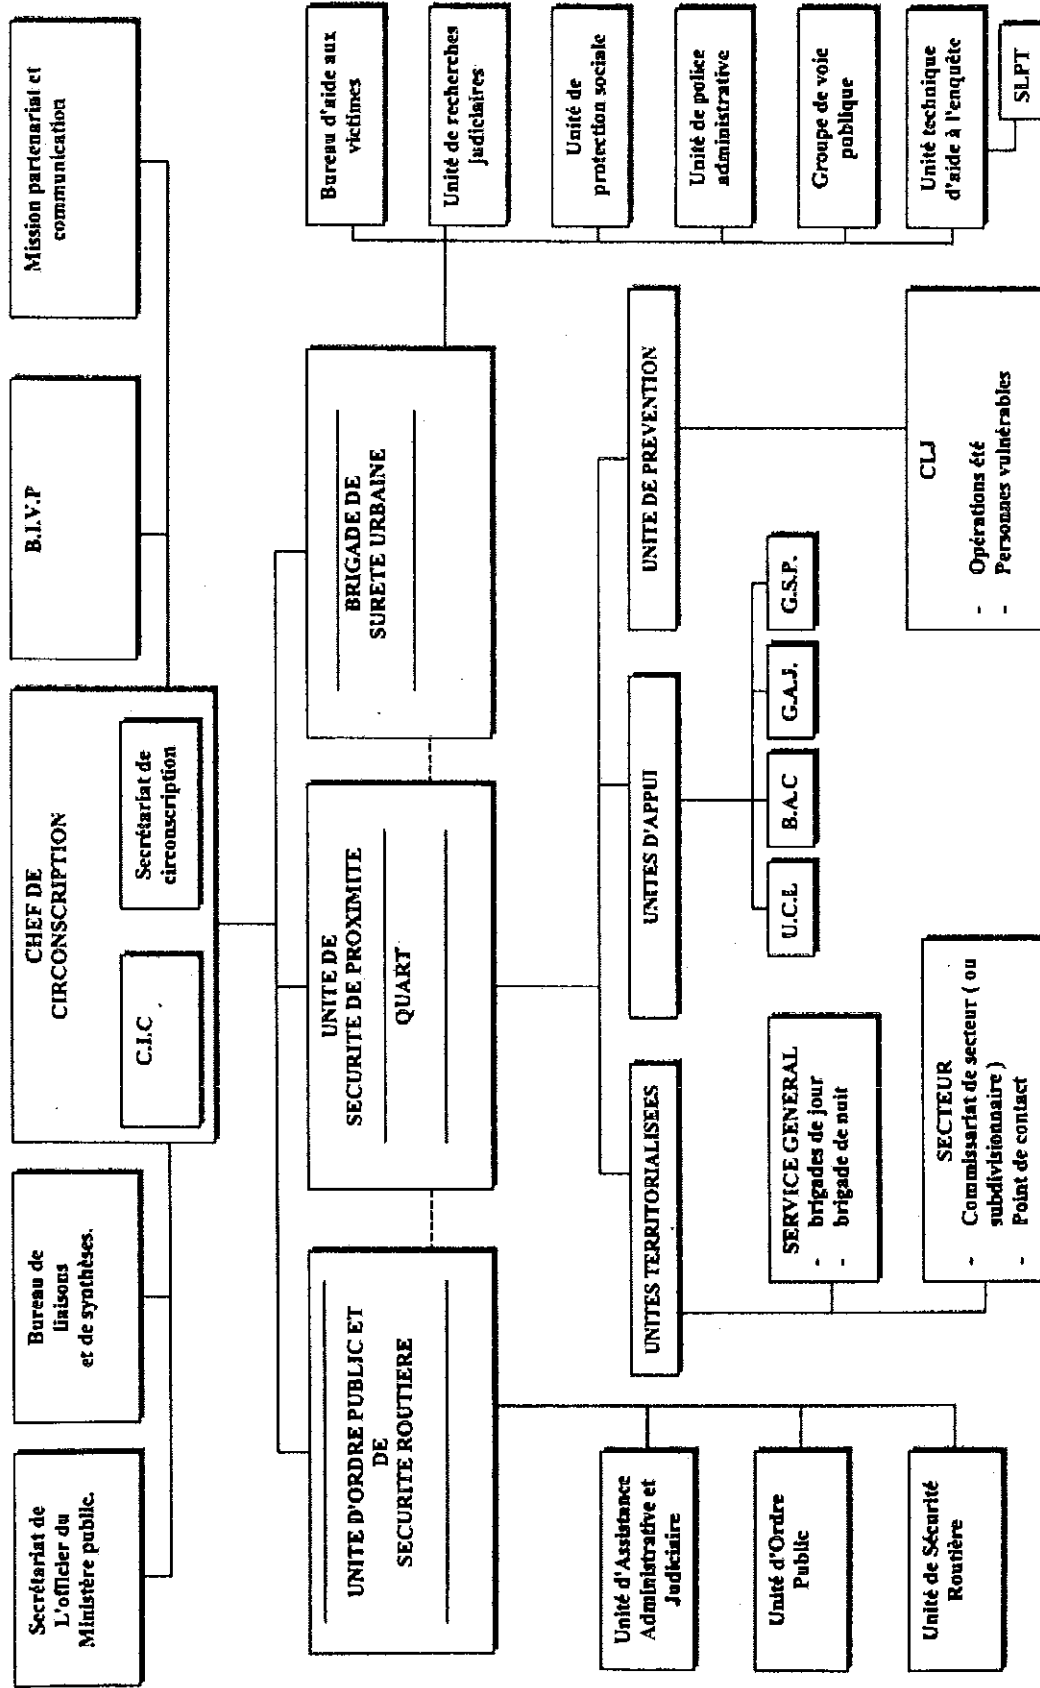 Secrétariat de
L'officier du
Ministère public.
Bureau de
liaisons
et de synthèses.
CHEF DE
CIRCONSCRIPTION
C.I.C
Secrétariat de
circonscription
B.I.V.P
Mission partenariat et
communication
UNITE D'ORDRE PUBLIC ET
DE
SECURITE ROUTIERE
UNITE DE
SECURITE DE PROXIMITE
QUART
BRIGADE DE
SURETE URBAINE
Bureau d'aide aux
victimes
Unité de recherches
judiciaires
Unité de
protection sociale
Unité de police
administrative
Groupe de voie
publique
Unité technique
d'aide à l'enquête
SLPT
Unité d'Assistance
Administrative et
Judiciaire
Unité d'Ordre
Public
Unité de Sécurité
Routière
UNITES TERRITORIALISEES
SERVICE GENERAL
- brigades de jour
- brigade de nuit
SECTEUR
- Commissariat de secteur ( ou
subdivisionnaire )
- Point de contact
UNITES D'APPUI
U.C.L
B.A.C
G.A.J.
G.S.P.
UNITE DE PREVENTION
CLJ
- Opérations été
- Personnes vulnérables